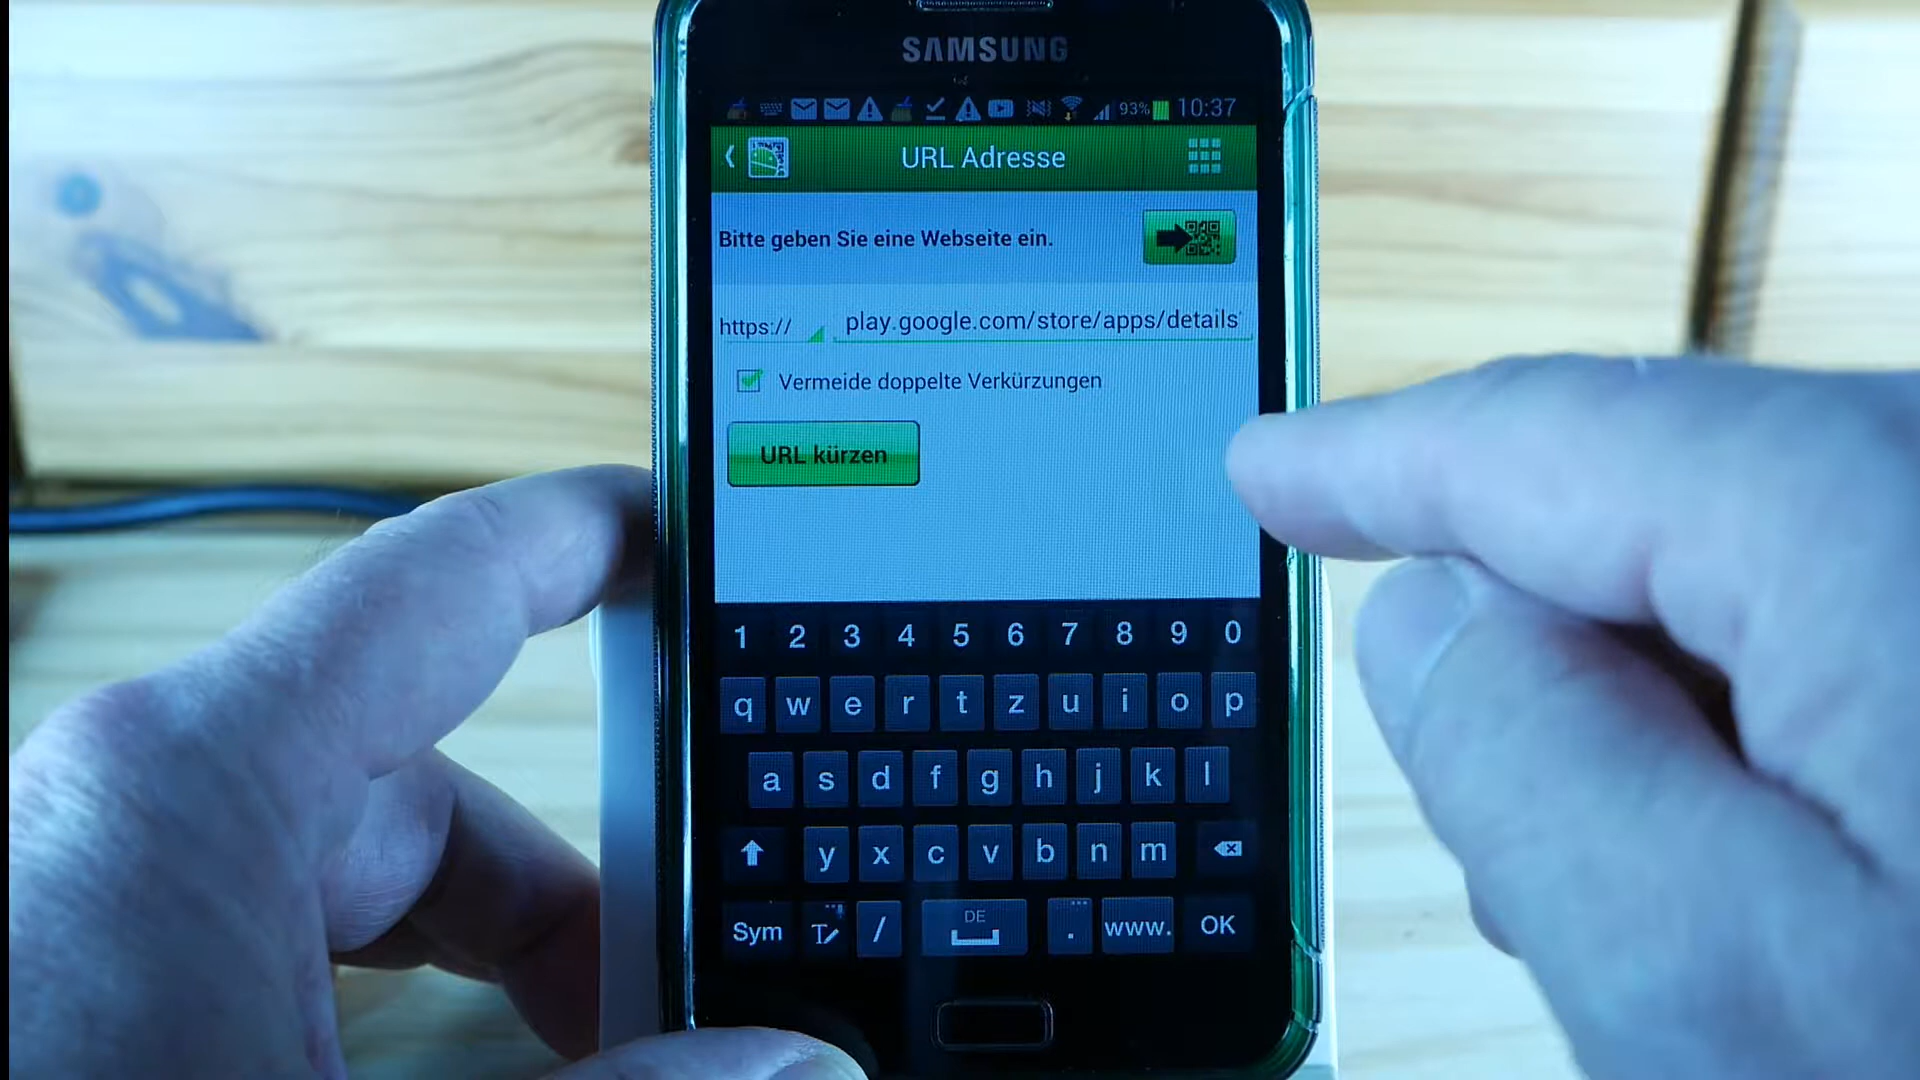 SAMSUNG
93% 10:37
URL Adresse
Bitte geben Sie eine Webseite ein.
https:// play.google.com/store/apps/details
Vermeide doppelte Verkürzungen
URL kürzen
1 2 3 4 5 6 7 8 9 0
q w e r t z u i o p
a s d f g h j k l
y x c v b n m
DE
Sym / . www. OK